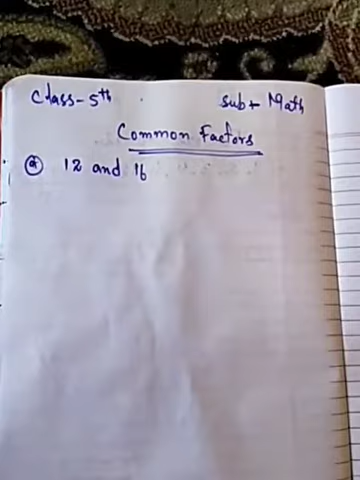 Class-5th
Sub- Math
Common Factors
(a) 12 and 16